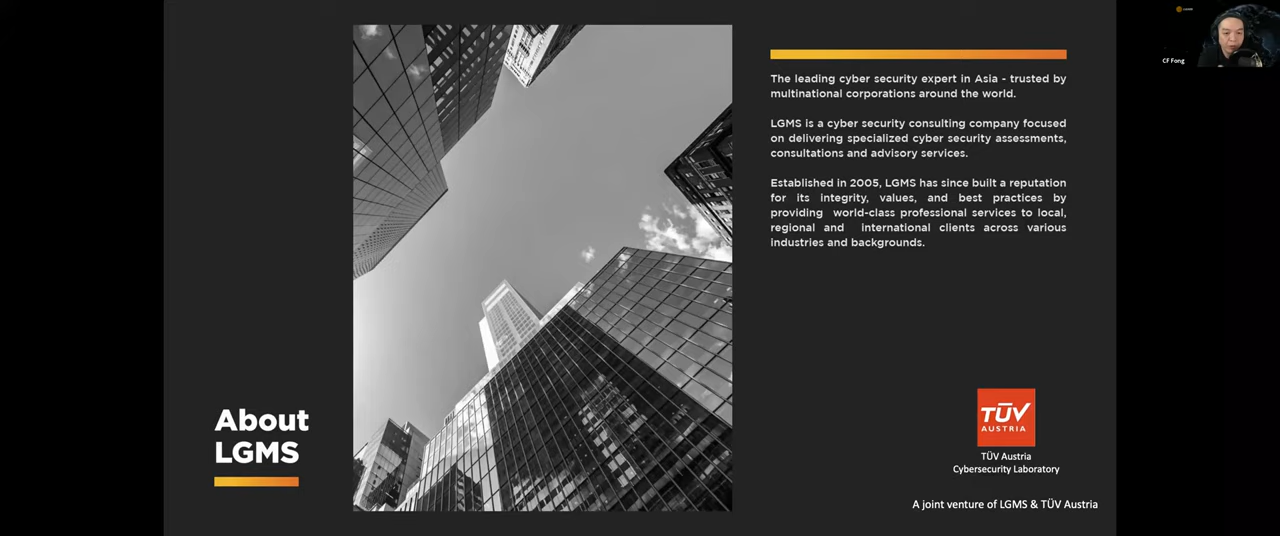 CF Fong
The leading cyber security expert in Asia - trusted by
multinational corporations around the world.
LGMS is a cyber security consulting company focused
on delivering specialized cyber security assessments,
consultations and advisory services.
Established in 2005, LGMS has since built a reputation
for its integrity, values, and best practices by
providing world-class professional services to local,
regional and international clients across various
industries and backgrounds.
About
LGMS
TÜV
AUSTRIA
TÜV Austria
Cybersecurity Laboratory
A joint venture of LGMS & TÜV Austria